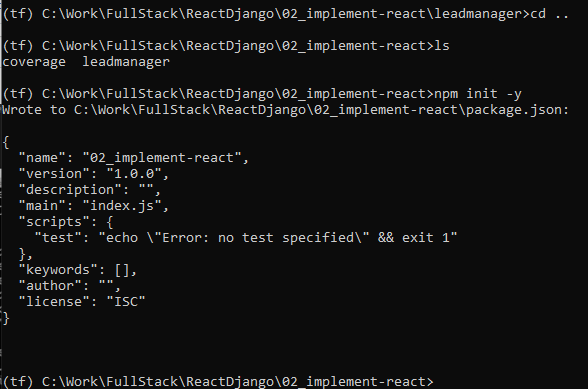 (tf) C:\Work\FullStack\ReactDjango\02_implement-react\leadmanager>cd ..
(tf) C:\Work\FullStack\ReactDjango\02_implement-react>ls
coverage  leadmanager
(tf) C:\Work\FullStack\ReactDjango\02_implement-react>npm init -y
Wrote to C:\Work\FullStack\ReactDjango\02_implement-react\package.json:
{
  "name": "02_implement-react",
  "version": "1.0.0",
  "description": "",
  "main": "index.js",
  "scripts": {
    "test": "echo \"Error: no test specified\" && exit 1"
  },
  "keywords": [],
  "author": "",
  "license": "ISC"
}
(tf) C:\Work\FullStack\ReactDjango\02_implement-react>